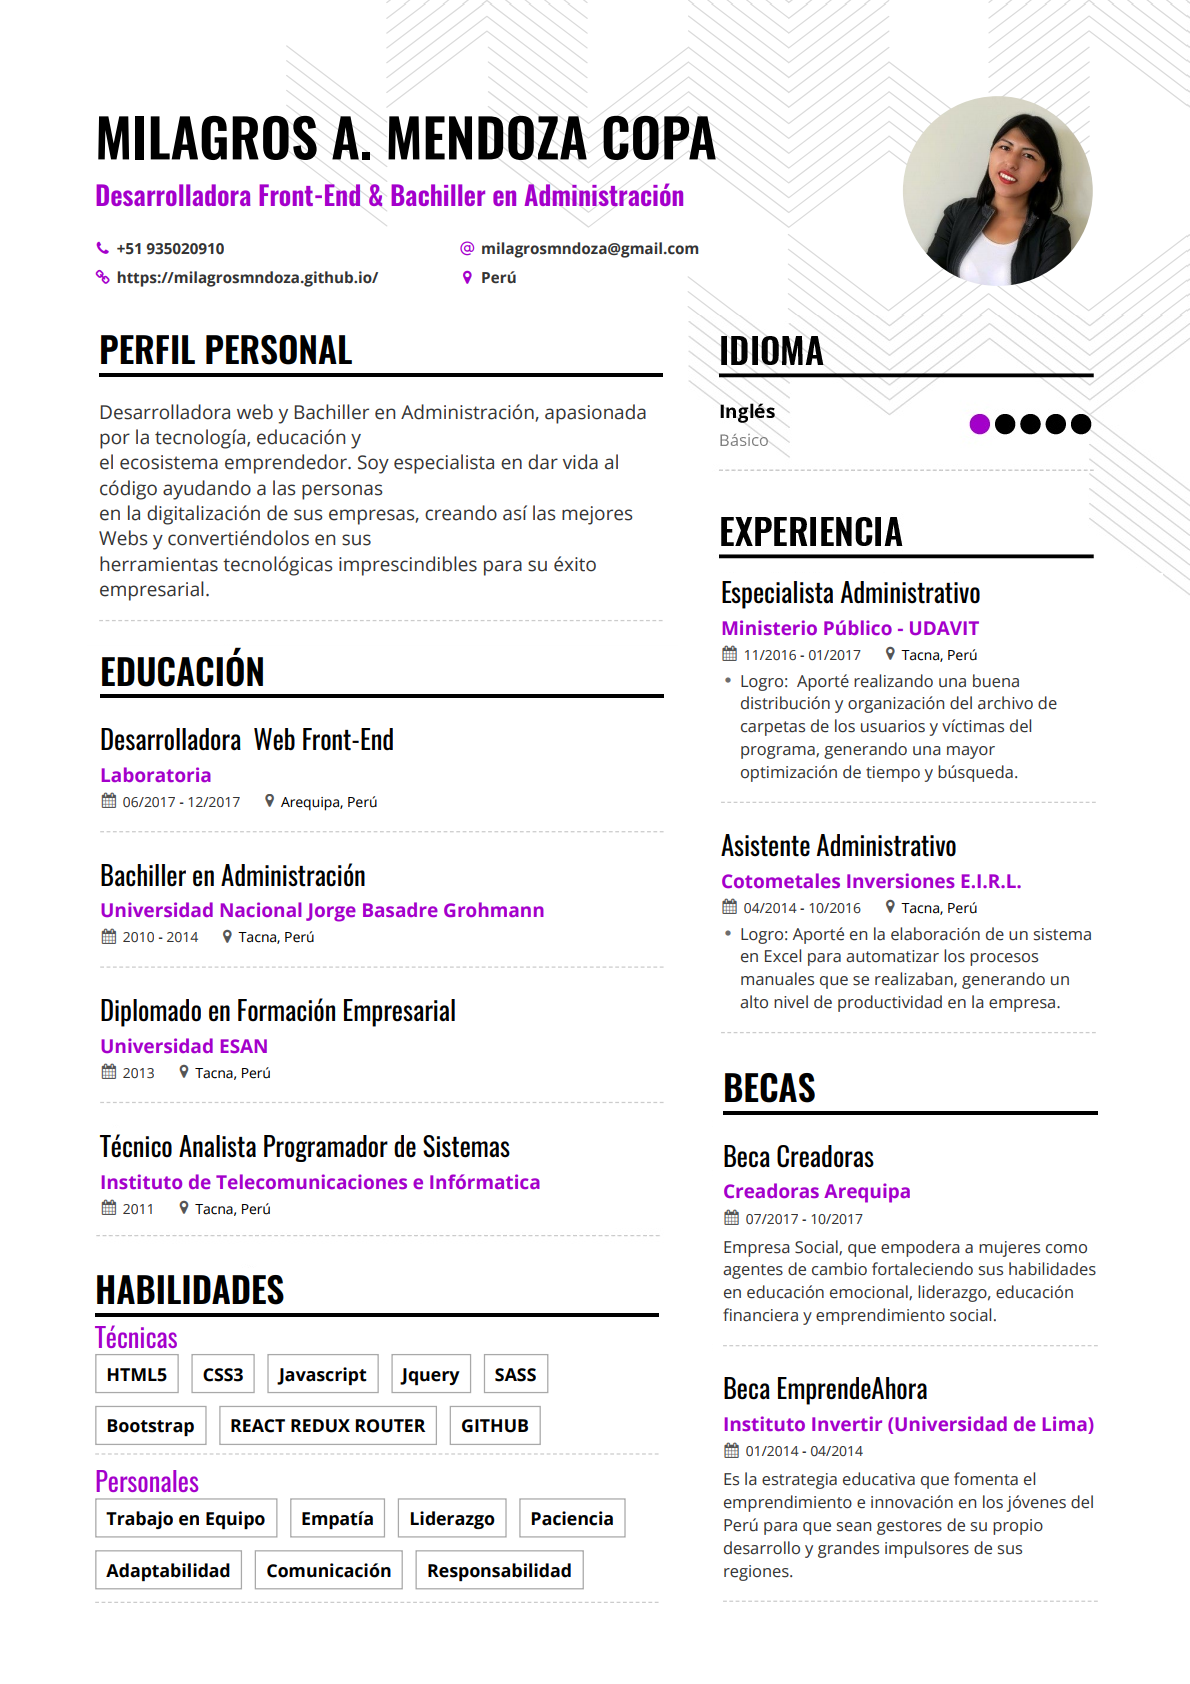 MILAGROS A. MENDOZA COPA
Desarrolladora Front-End & Bachiller en Administración
+51 935020910
@ milagrosmndoza@gmail.com
https://milagrosmndoza.github.io/
Perú
PERFIL PERSONAL
Desarrolladora web y Bachiller en Administración, apasionada
por la tecnología, educación y
el ecosistema emprendedor. Soy especialista en dar vida al
código ayudando a las personas
en la digitalización de sus empresas, creando así las mejores
Webs y convertiéndolos en sus
herramientas tecnológicas imprescindibles para su éxito
empresarial.
EDUCACIÓN
Desarrolladora  Web Front-End
Laboratoria
06/2017 - 12/2017 Arequipa, Perú
Bachiller en Administración
Universidad Nacional Jorge Basadre Grohmann
2010 - 2014 Tacna, Perú
Diplomado en Formación Empresarial
Universidad ESAN
2013 Tacna, Perú
Técnico Analista Programador de Sistemas
Instituto de Telecomunicaciones e Infórmatica
2011 Tacna, Perú
HABILIDADES
Técnicas
HTML5 CSS3 Javascript Jquery SASS
Bootstrap REACT REDUX ROUTER GITHUB
Personales
Trabajo en Equipo Empatía Liderazgo Paciencia
Adaptabilidad Comunicación Responsabilidad
IDIOMA
Inglés
Básico
EXPERIENCIA
Especialista Administrativo
Ministerio Público - UDAVIT
11/2016 - 01/2017 Tacna, Perú
• Logro:  Aporté realizando una buena
distribución y organización del archivo de
carpetas de los usuarios y víctimas del
programa, generando una mayor
optimización de tiempo y búsqueda.
Asistente Administrativo
Cotometales Inversiones E.I.R.L.
04/2014 - 10/2016 Tacna, Perú
• Logro: Aporté en la elaboración de un sistema
en Excel para automatizar los procesos
manuales que se realizaban, generando un
alto nivel de productividad en la empresa.
BECAS
Beca Creadoras
Creadoras Arequipa
07/2017 - 10/2017
Empresa Social, que empodera a mujeres como
agentes de cambio fortaleciendo sus habilidades
en educación emocional, liderazgo, educación
financiera y emprendimiento social.
Beca EmprendeAhora
Instituto Invertir (Universidad de Lima)
01/2014 - 04/2014
Es la estrategia educativa que fomenta el
emprendimiento e innovación en los jóvenes del
Perú para que sean gestores de su propio
desarrollo y grandes impulsores de sus
regiones.